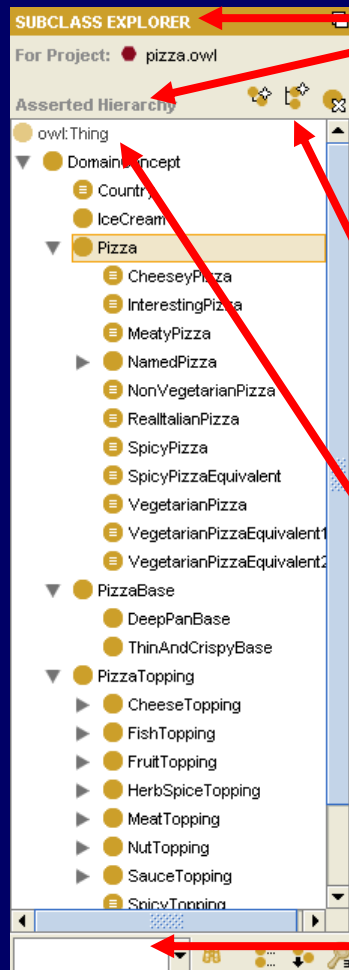 SUBCLASS EXPLORER
For Project: pizza.owl
Asserted Hierarchy
owl:Thing
DomainConcept
Country
IceCream
Pizza
CheeseyPizza
InterestingPizza
MeatyPizza
NamedPizza
NonVegetarianPizza
RealItalianPizza
SpicyPizza
SpicyPizzaEquivalent
VegetarianPizza
VegetarianPizzaEquivalent1
VegetarianPizzaEquivalent2
PizzaBase
DeepPanBase
ThinAndCrispyBase
PizzaTopping
CheeseTopping
FishTopping
FruitTopping
HerbSpiceTopping
MeatTopping
NutTopping
SauceTopping
SpicyTopping